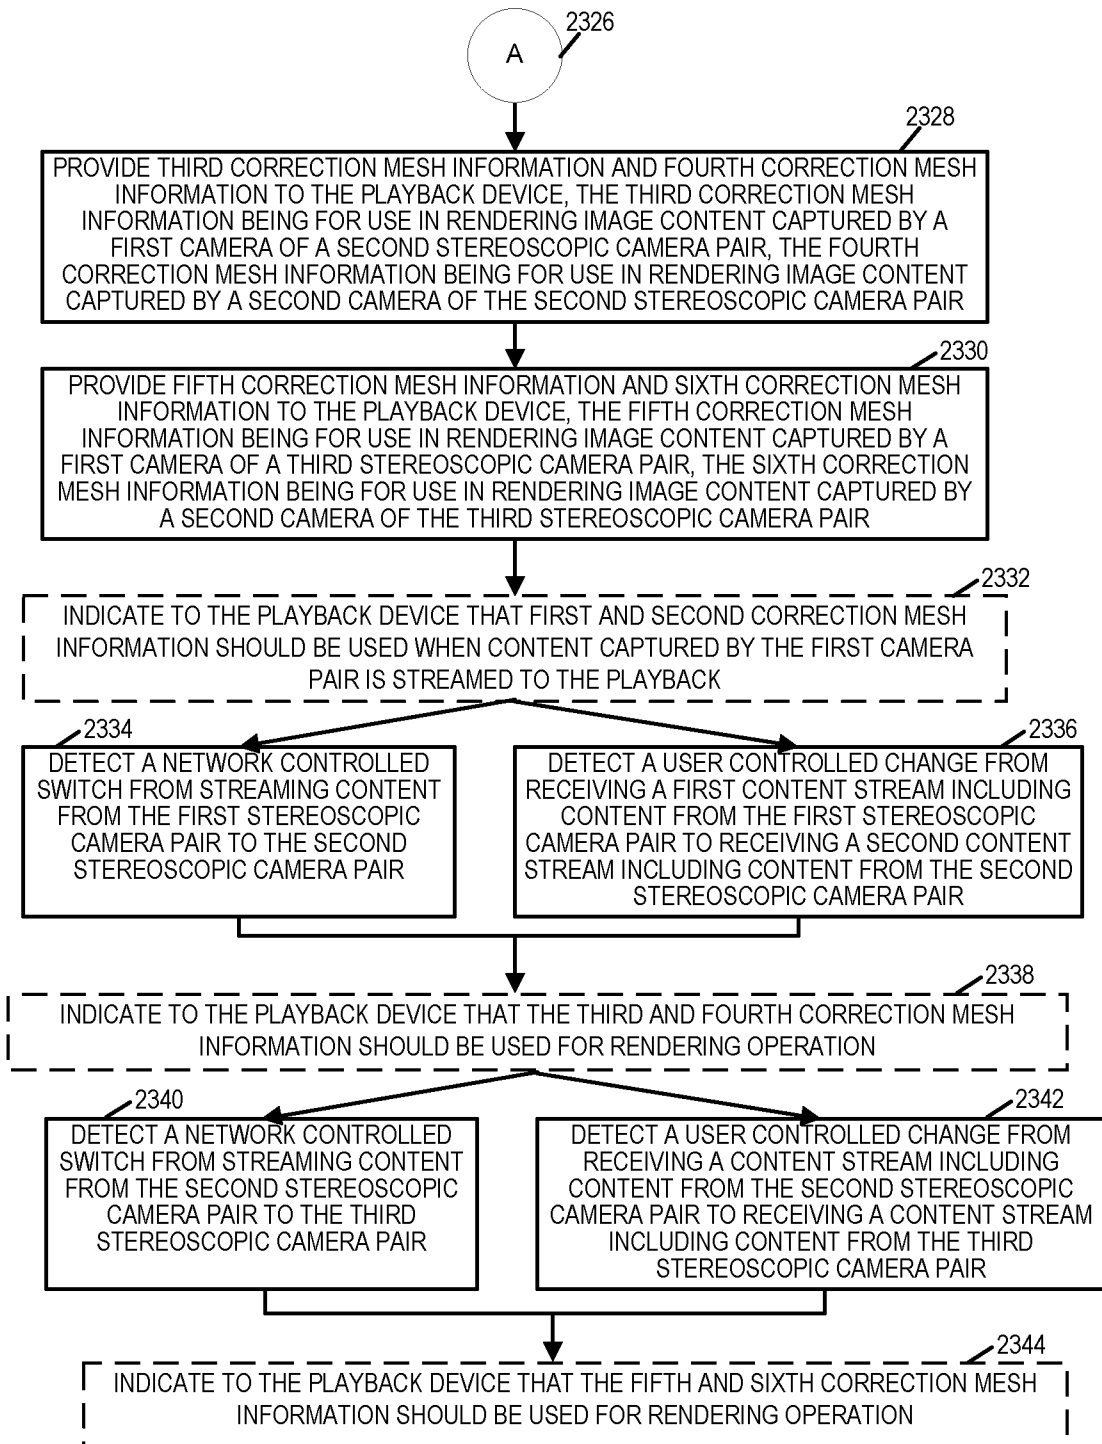 2326
A
2328
PROVIDE THIRD CORRECTION MESH INFORMATION AND FOURTH CORRECTION MESH
INFORMATION TO THE PLAYBACK DEVICE, THE THIRD CORRECTION MESH
INFORMATION BEING FOR USE IN RENDERING IMAGE CONTENT CAPTURED BY A
FIRST CAMERA OF A SECOND STEREOSCOPIC CAMERA PAIR, THE FOURTH
CORRECTION MESH INFORMATION BEING FOR USE IN RENDERING IMAGE CONTENT
CAPTURED BY A SECOND CAMERA OF THE SECOND STEREOSCOPIC CAMERA PAIR
2330
PROVIDE FIFTH CORRECTION MESH INFORMATION AND SIXTH CORRECTION MESH
INFORMATION TO THE PLAYBACK DEVICE, THE FIFTH CORRECTION MESH
INFORMATION BEING FOR USE IN RENDERING IMAGE CONTENT CAPTURED BY A
FIRST CAMERA OF A THIRD STEREOSCOPIC CAMERA PAIR, THE SIXTH CORRECTION
MESH INFORMATION BEING FOR USE IN RENDERING IMAGE CONTENT CAPTURED BY
A SECOND CAMERA OF THE THIRD STEREOSCOPIC CAMERA PAIR
2332
INDICATE TO THE PLAYBACK DEVICE THAT FIRST AND SECOND CORRECTION MESH
INFORMATION SHOULD BE USED WHEN CONTENT CAPTURED BY THE FIRST CAMERA
PAIR IS STREAMED TO THE PLAYBACK
2334
DETECT A NETWORK CONTROLLED
SWITCH FROM STREAMING CONTENT
FROM THE FIRST STEREOSCOPIC
CAMERA PAIR TO THE SECOND
STEREOSCOPIC CAMERA PAIR
2336
DETECT A USER CONTROLLED CHANGE FROM
RECEIVING A FIRST CONTENT STREAM INCLUDING
CONTENT FROM THE FIRST STEREOSCOPIC
CAMERA PAIR TO RECEIVING A SECOND CONTENT
STREAM INCLUDING CONTENT FROM THE SECOND
STEREOSCOPIC CAMERA PAIR
2338
INDICATE TO THE PLAYBACK DEVICE THAT THE THIRD AND FOURTH CORRECTION MESH
INFORMATION SHOULD BE USED FOR RENDERING OPERATION
2340
DETECT A NETWORK CONTROLLED
SWITCH FROM STREAMING CONTENT
FROM THE SECOND STEREOSCOPIC
CAMERA PAIR TO THE THIRD
STEREOSCOPIC CAMERA PAIR
2342
DETECT A USER CONTROLLED CHANGE FROM
RECEIVING A CONTENT STREAM INCLUDING
CONTENT FROM THE SECOND STEREOSCOPIC
CAMERA PAIR TO RECEIVING A CONTENT STREAM
INCLUDING CONTENT FROM THE THIRD
STEREOSCOPIC CAMERA PAIR
2344
INDICATE TO THE PLAYBACK DEVICE THAT THE FIFTH AND SIXTH CORRECTION MESH
INFORMATION SHOULD BE USED FOR RENDERING OPERATION